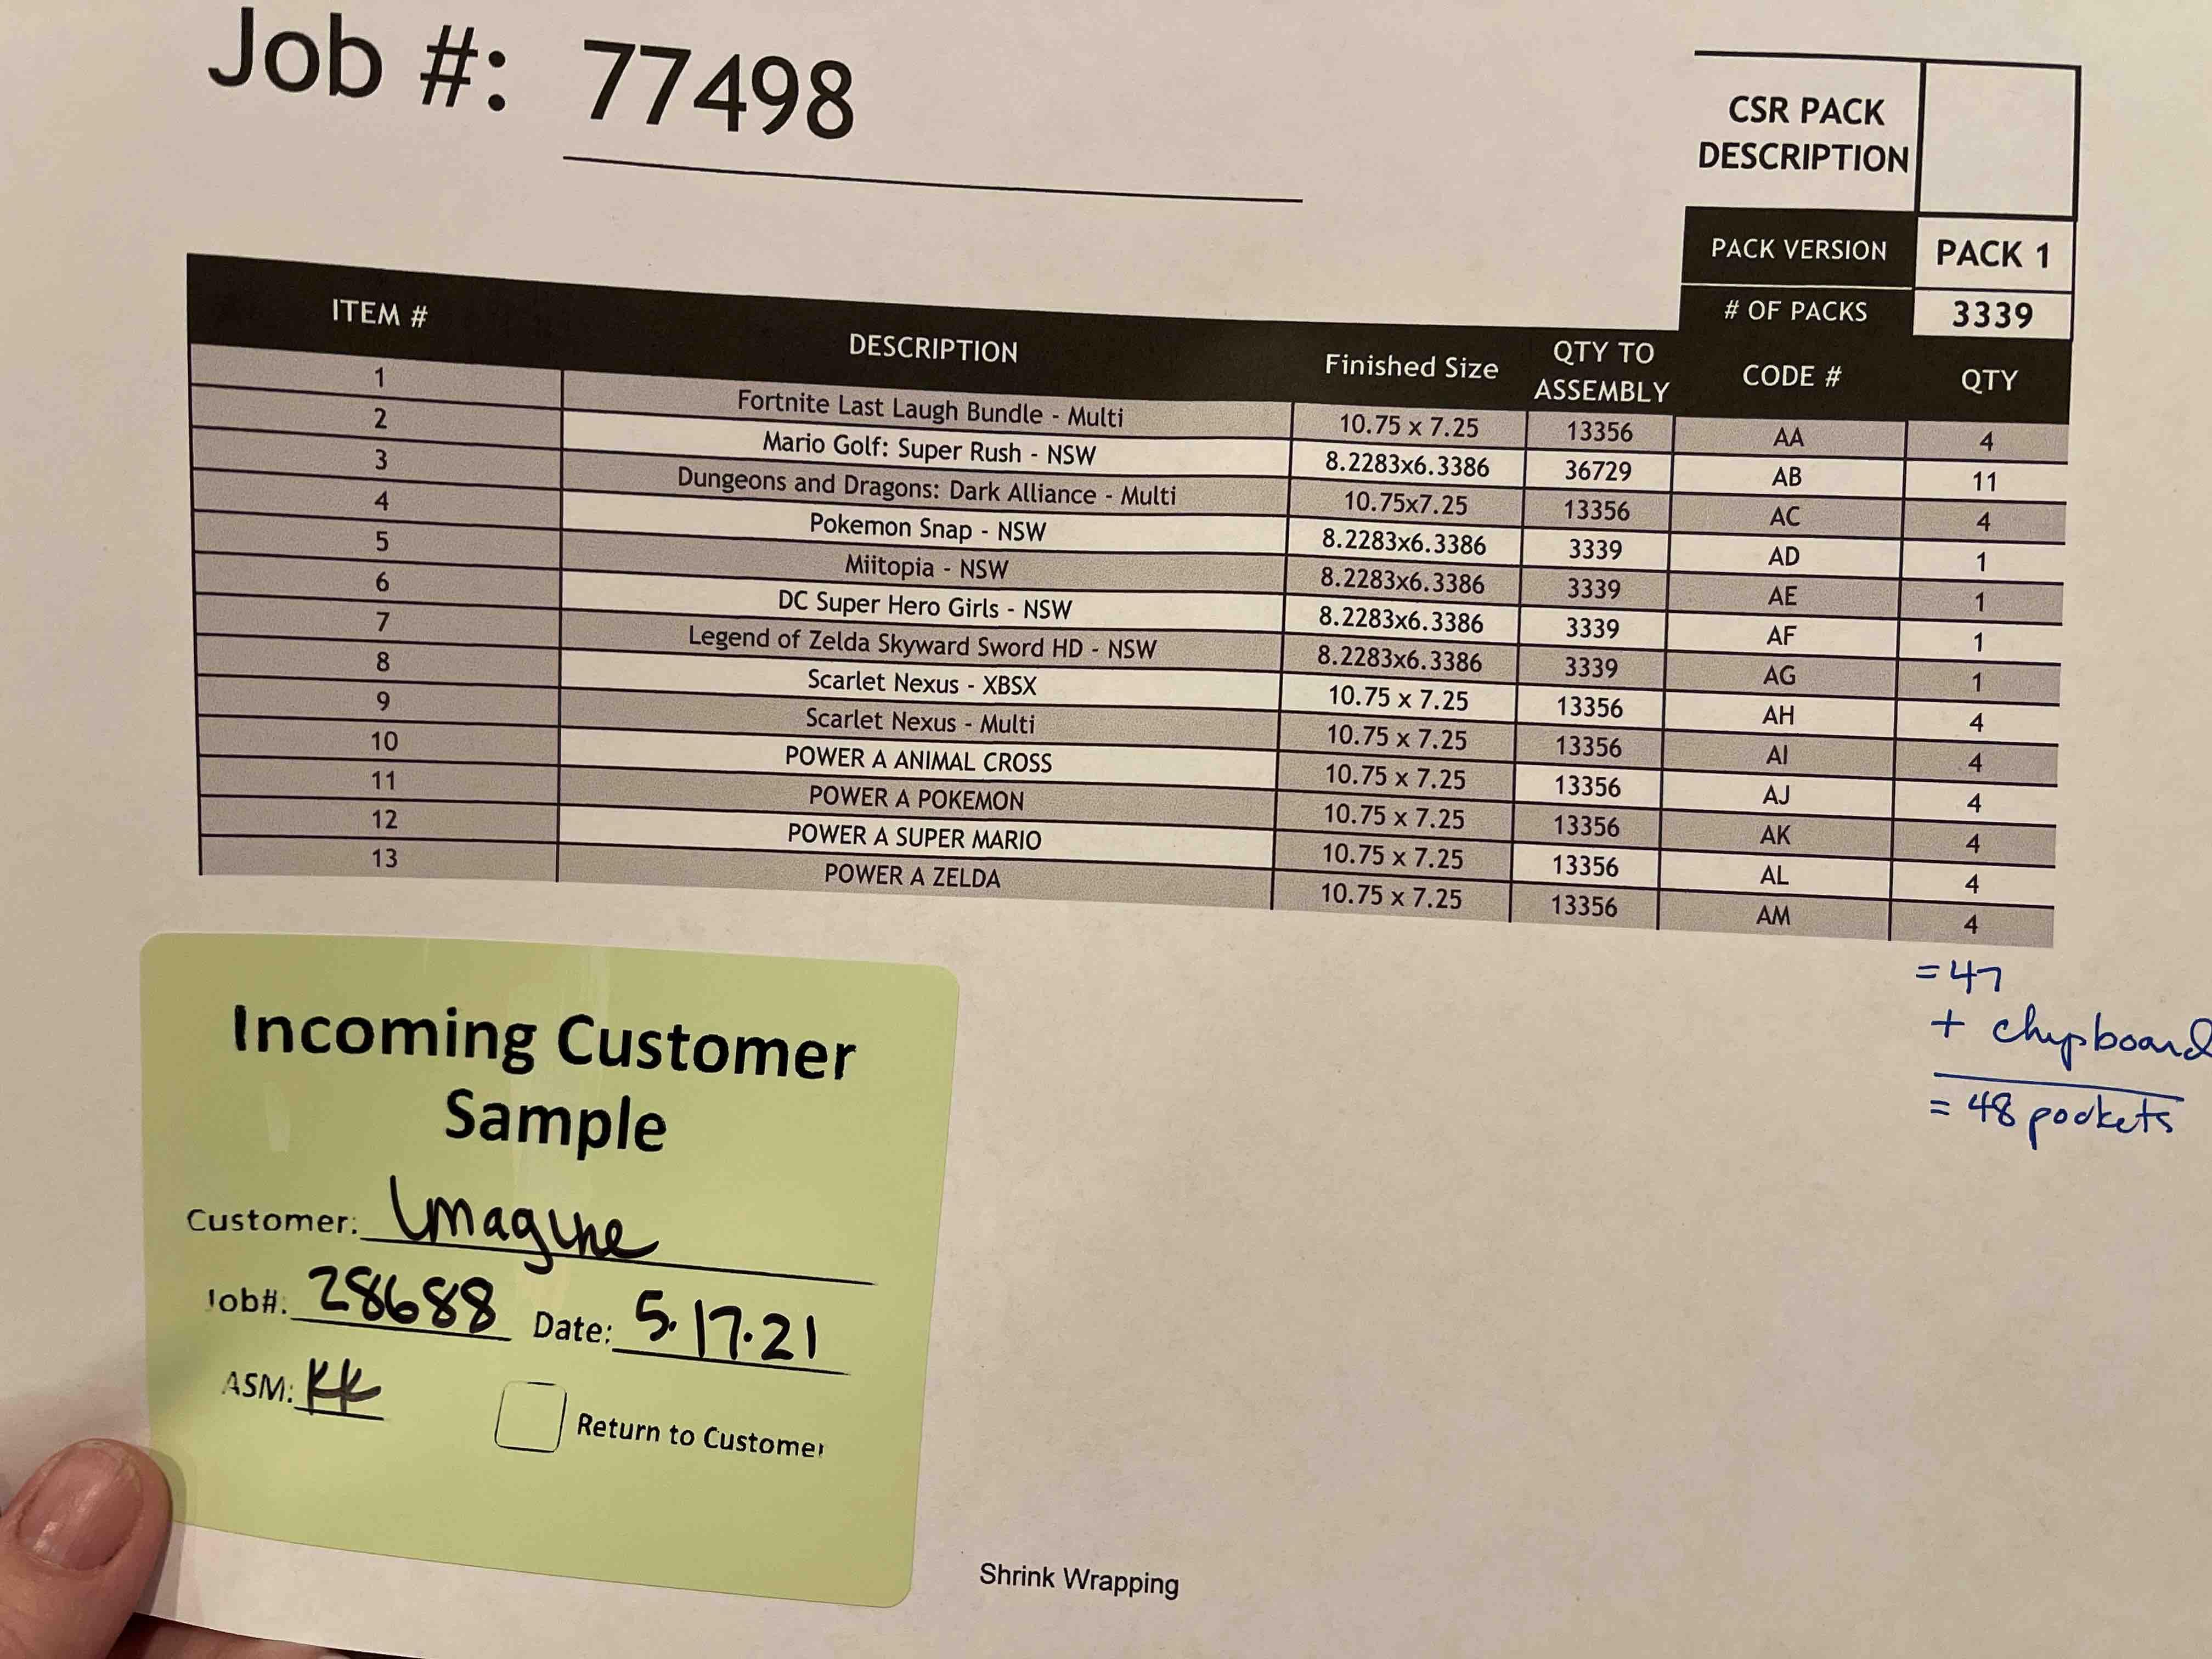 Job #: 77498
CSR PACK DESCRIPTION
PACK VERSION PACK 1
# OF PACKS 3339
ITEM # DESCRIPTION Finished Size QTY TO ASSEMBLY CODE # QTY
1 Fortnite Last Laugh Bundle - Multi 10.75 x 7.25 13356 AA 4
2 Mario Golf: Super Rush - NSW 8.2283x6.3386 36729 AB 11
3 Dungeons and Dragons: Dark Alliance - Multi 10.75x7.25 13356 AC 4
4 Pokemon Snap - NSW 8.2283x6.3386 3339 AD 1
5 Miitopia - NSW 8.2283x6.3386 3339 AE 1
6 DC Super Hero Girls - NSW 8.2283x6.3386 3339 AF 1
7 Legend of Zelda Skyward Sword HD - NSW 8.2283x6.3386 3339 AG 1
8 Scarlet Nexus - XBSX 10.75 x 7.25 13356 AH 4
9 Scarlet Nexus - Multi 10.75 x 7.25 13356 AI 4
10 POWER A ANIMAL CROSS 10.75 x 7.25 13356 AJ 4
11 POWER A POKEMON 10.75 x 7.25 13356 AK 4
12 POWER A SUPER MARIO 10.75 x 7.25 13356 AL 4
13 POWER A ZELDA 10.75 x 7.25 13356 AM 4
= 47
+ chipboard
= 48 pockets
Incoming Customer
Sample
Customer: Imagine
Job#: 28688 Date: 5.17.21
ASM: KK
Return to Customer
Shrink Wrapping